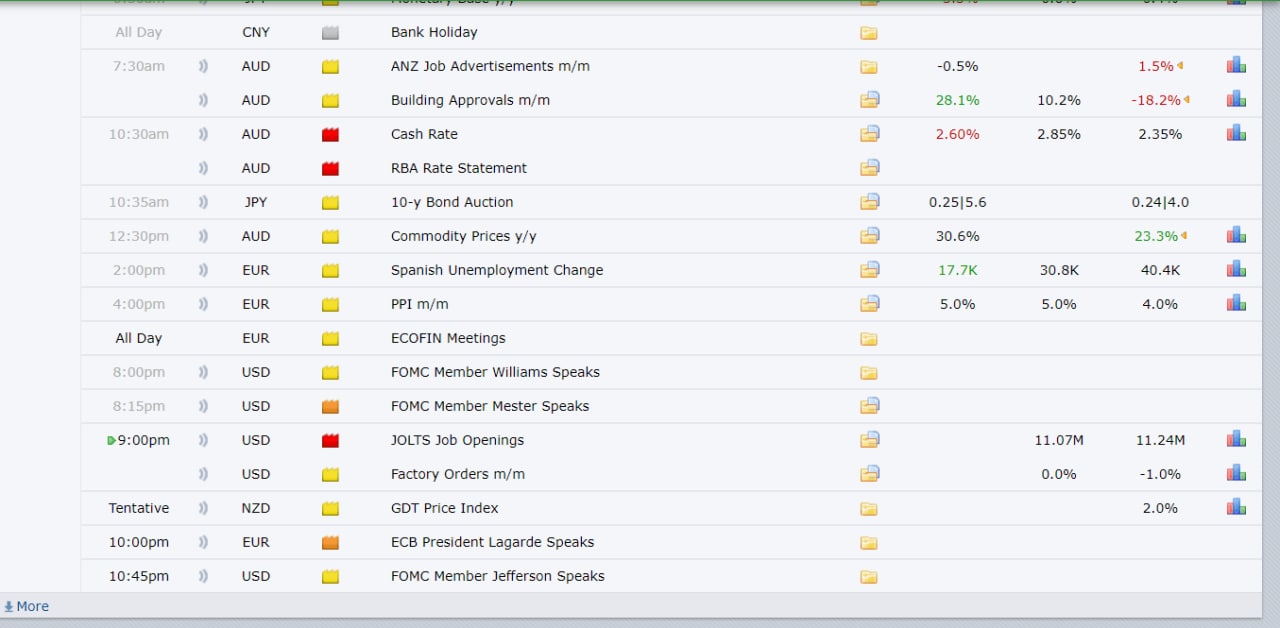 All Day CNY Bank Holiday
7:30am AUD ANZ Job Advertisements m/m -0.5% 1.5%
AUD Building Approvals m/m 28.1% 10.2% -18.2%
10:30am AUD Cash Rate 2.60% 2.85% 2.35%
AUD RBA Rate Statement
10:35am JPY 10-y Bond Auction 0.25|5.6 0.24|4.0
12:30pm AUD Commodity Prices y/y 30.6% 23.3%
2:00pm EUR Spanish Unemployment Change 17.7K 30.8K 40.4K
4:00pm EUR PPI m/m 5.0% 5.0% 4.0%
All Day EUR ECOFIN Meetings
8:00pm USD FOMC Member Williams Speaks
8:15pm USD FOMC Member Mester Speaks
9:00pm USD JOLTS Job Openings 11.07M 11.24M
USD Factory Orders m/m 0.0% -1.0%
Tentative NZD GDT Price Index 2.0%
10:00pm EUR ECB President Lagarde Speaks
10:45pm USD FOMC Member Jefferson Speaks
More